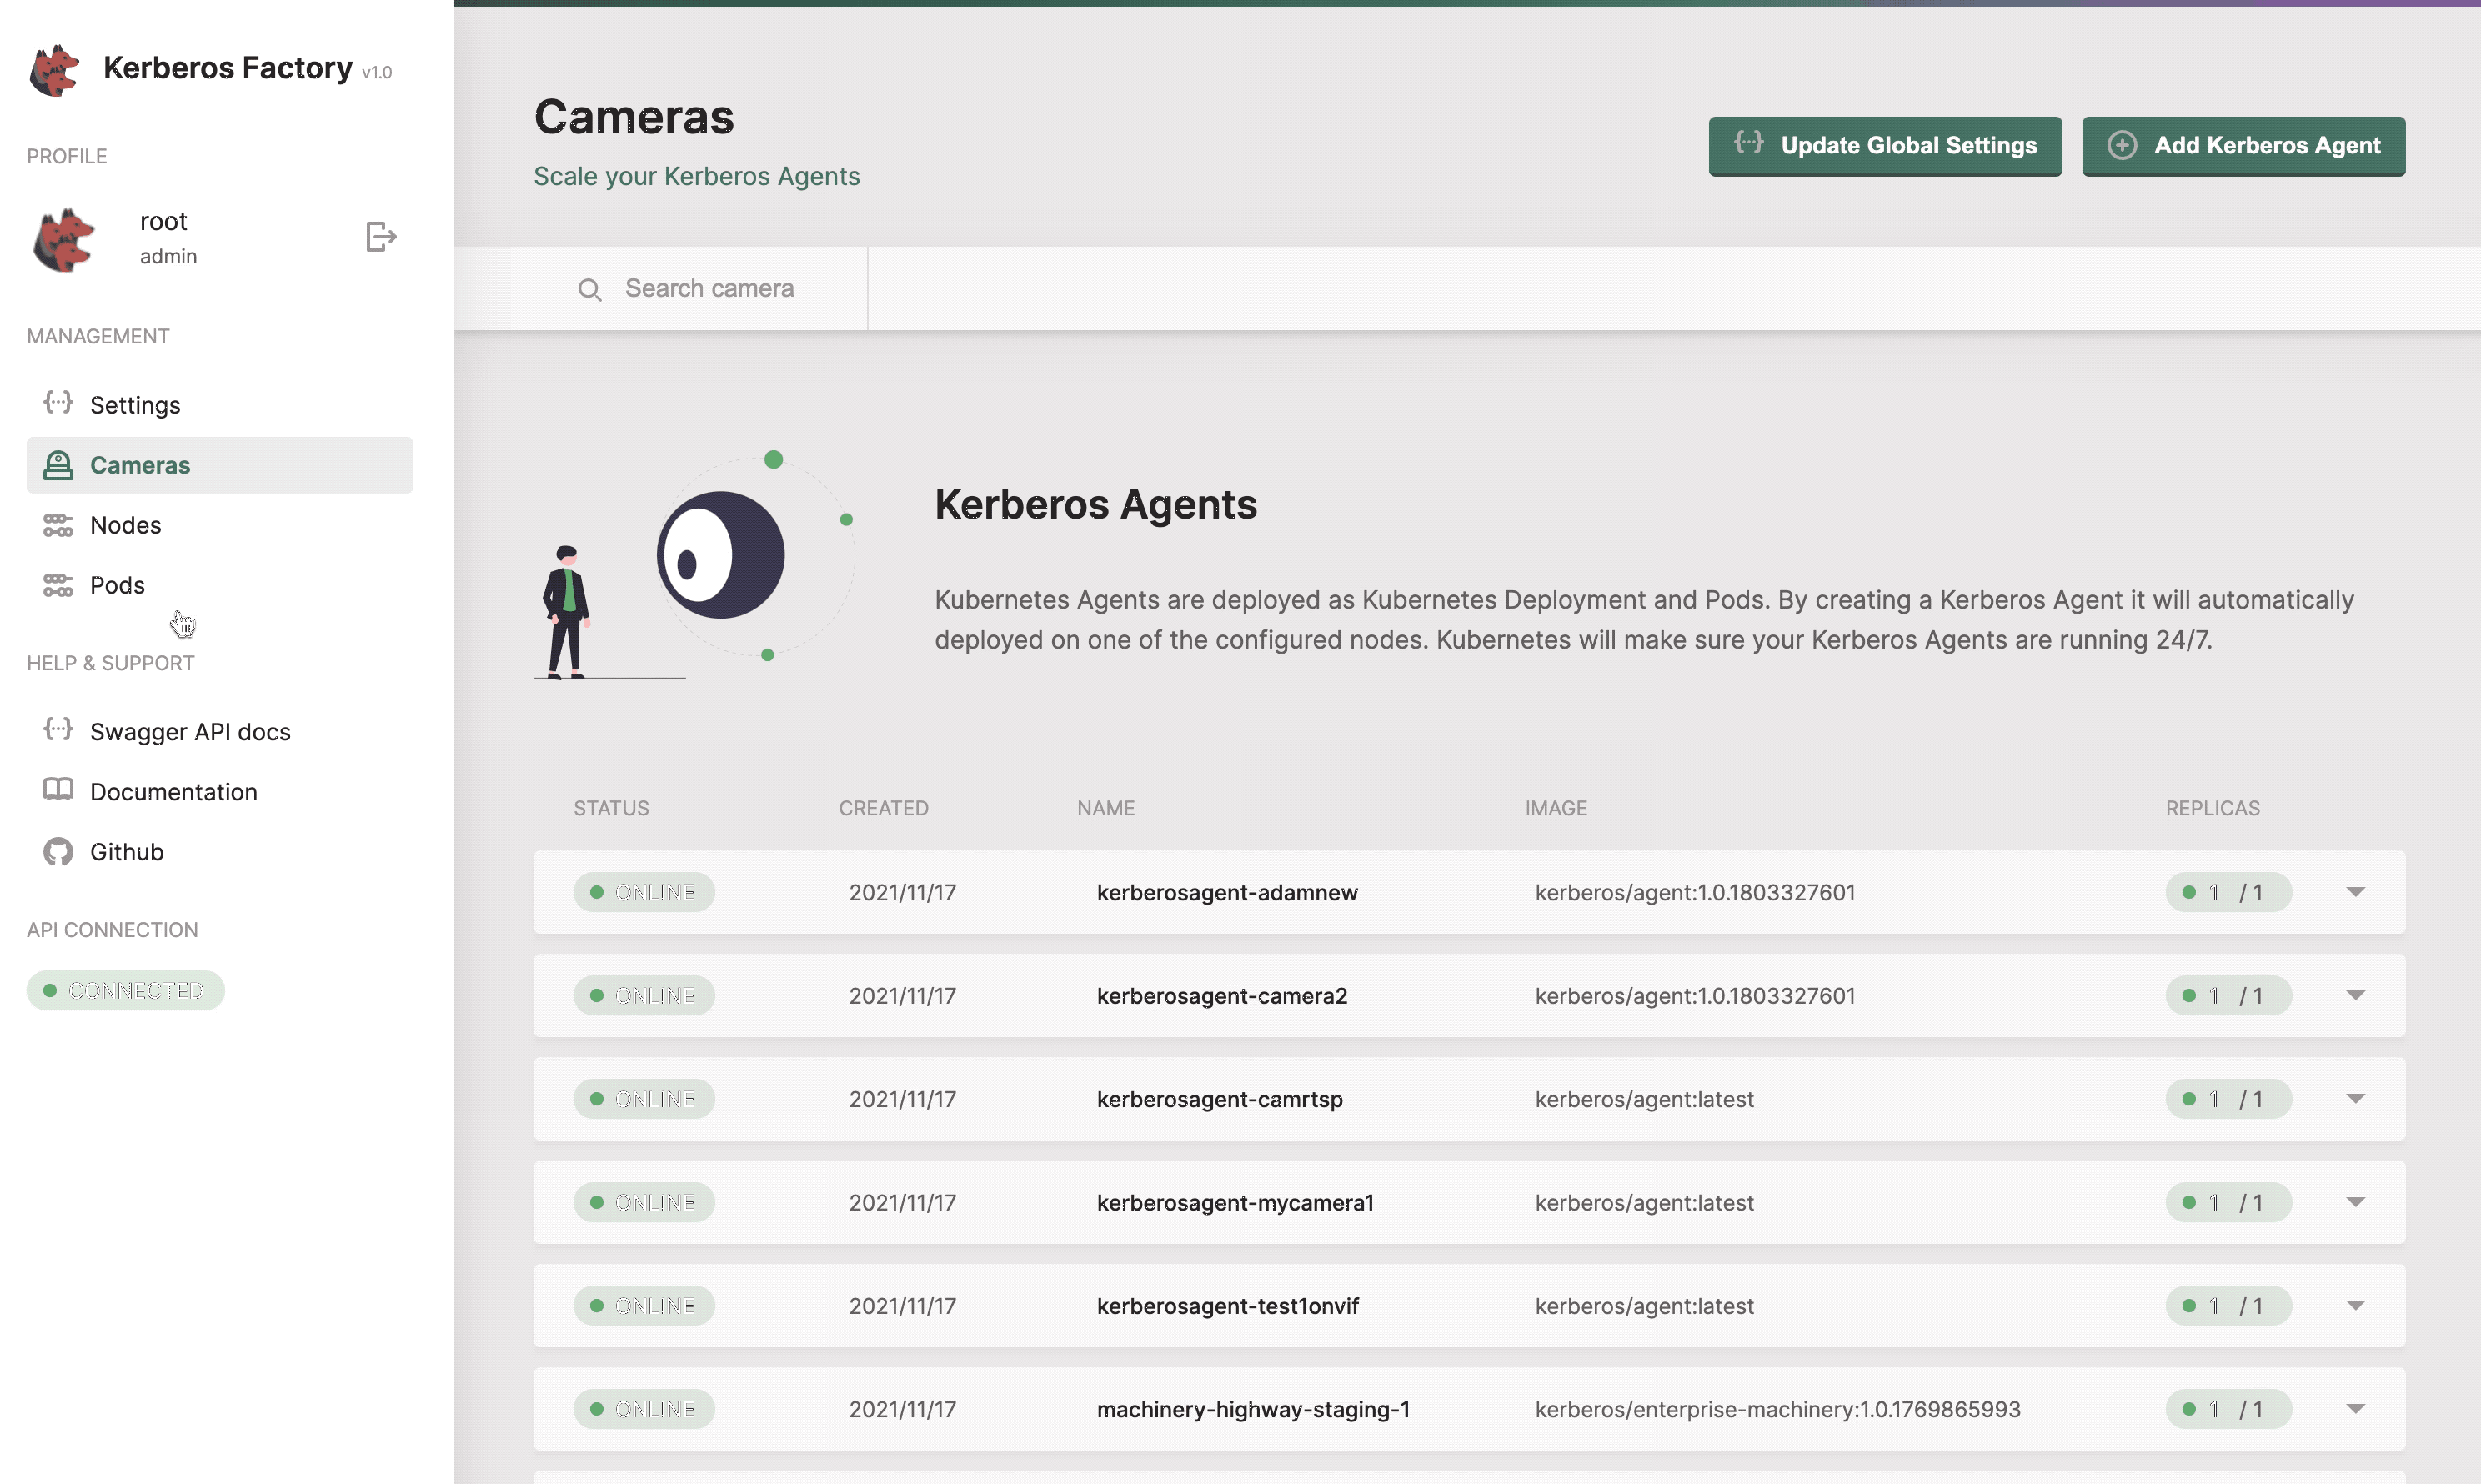 Kerberos Factory v1.0
PROFILE
root
admin
MANAGEMENT
Settings
Cameras
Nodes
Pods
HELP & SUPPORT
Swagger API docs
Documentation
Github
API CONNECTION
CONNECTED
Cameras
Scale your Kerberos Agents
Update Global Settings
Add Kerberos Agent
Search camera
Kerberos Agents
Kubernetes Agents are deployed as Kubernetes Deployment and Pods. By creating a Kerberos Agent it will automatically
deployed on one of the configured nodes. Kubernetes will make sure your Kerberos Agents are running 24/7.
STATUS CREATED NAME IMAGE REPLICAS
ONLINE 2021/11/17 kerberosagent-adamnew kerberos/agent:1.0.1803327601 1 / 1
ONLINE 2021/11/17 kerberosagent-camera2 kerberos/agent:1.0.1803327601 1 / 1
ONLINE 2021/11/17 kerberosagent-camrtsp kerberos/agent:latest 1 / 1
ONLINE 2021/11/17 kerberosagent-mycamera1 kerberos/agent:latest 1 / 1
ONLINE 2021/11/17 kerberosagent-test1onvif kerberos/agent:latest 1 / 1
ONLINE 2021/11/17 machinery-highway-staging-1 kerberos/enterprise-machinery:1.0.1769865993 1 / 1